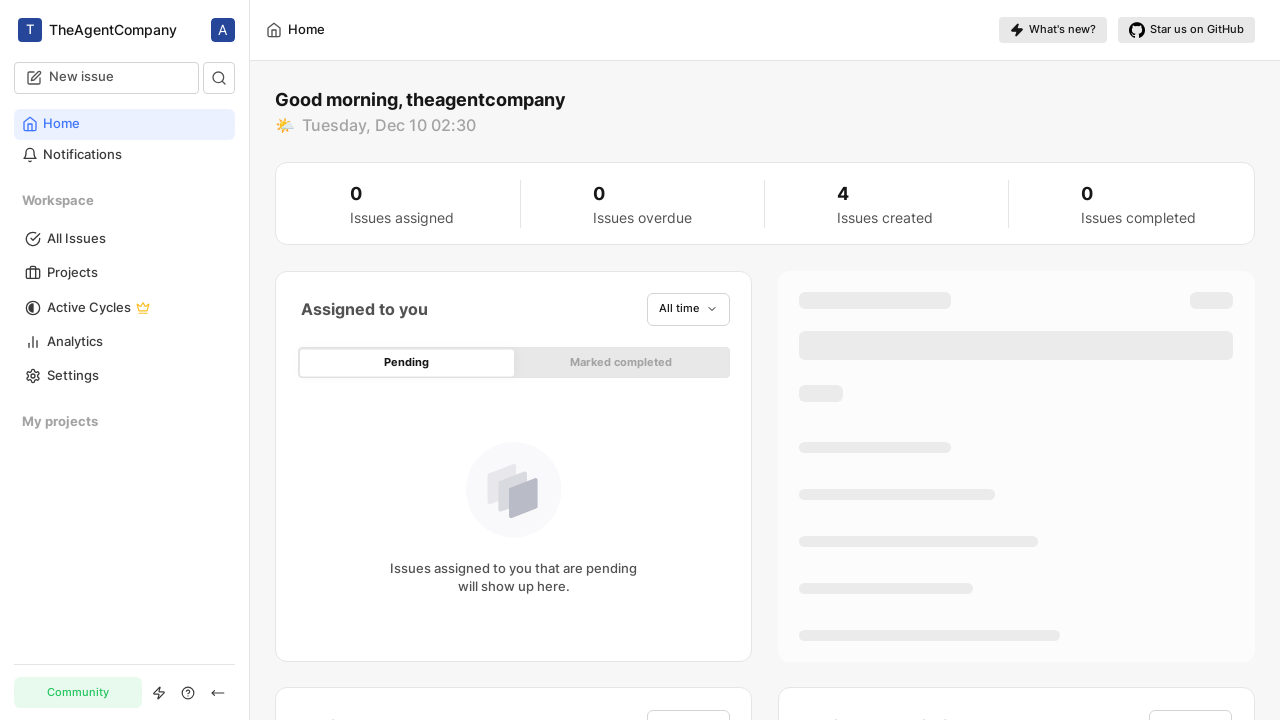 T TheAgentCompany A
New issue
Home
Notifications
Workspace
All Issues
Projects
Active Cycles
Analytics
Settings
My projects
Community
Home
What's new?
Star us on GitHub
Good morning, theagentcompany
Tuesday, Dec 10 02:30
0
Issues assigned
0
Issues overdue
4
Issues created
0
Issues completed
Assigned to you
All time
Pending
Marked completed
Issues assigned to you that are pending
will show up here.